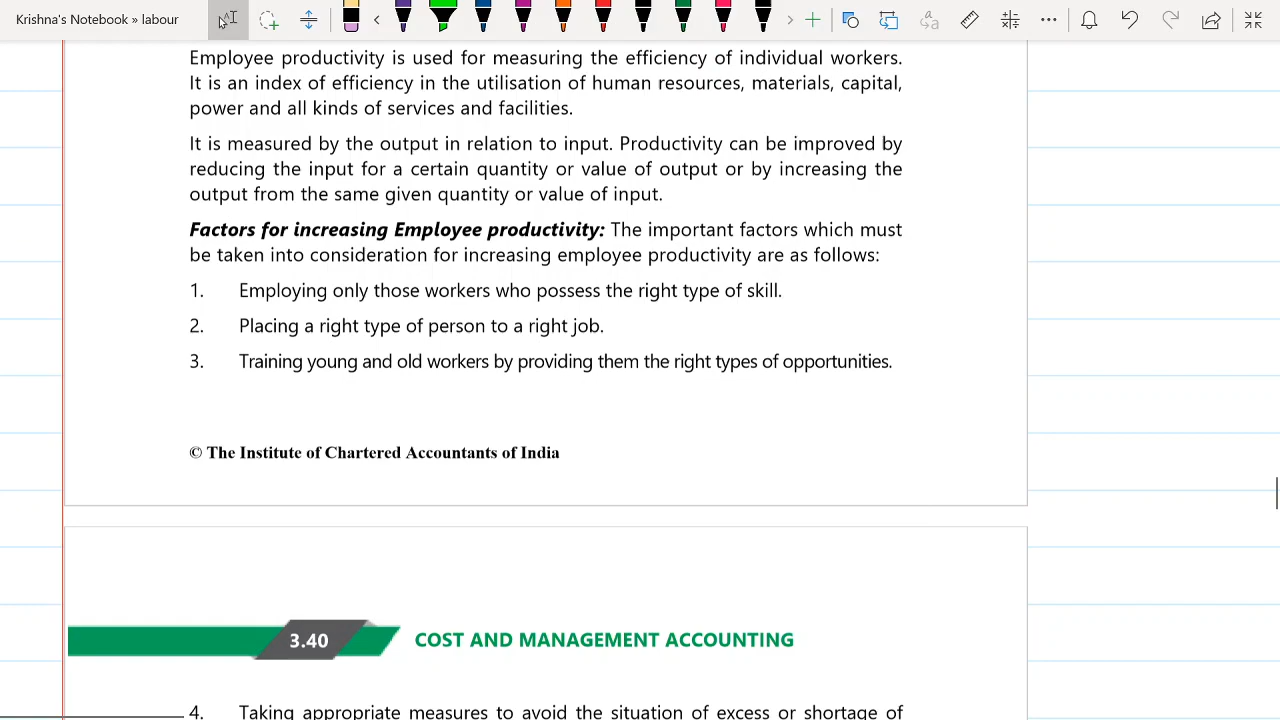 Krishna's Notebook » labour
Employee productivity is used for measuring the efficiency of individual workers.
It is an index of efficiency in the utilisation of human resources, materials, capital,
power and all kinds of services and facilities.
It is measured by the output in relation to input. Productivity can be improved by
reducing the input for a certain quantity or value of output or by increasing the
output from the same given quantity or value of input.
Factors for increasing Employee productivity: The important factors which must
be taken into consideration for increasing employee productivity are as follows:
1. Employing only those workers who possess the right type of skill.
2. Placing a right type of person to a right job.
3. Training young and old workers by providing them the right types of opportunities.
© The Institute of Chartered Accountants of India
3.40 COST AND MANAGEMENT ACCOUNTING
4. Taking appropriate measures to avoid the situation of excess or shortage of